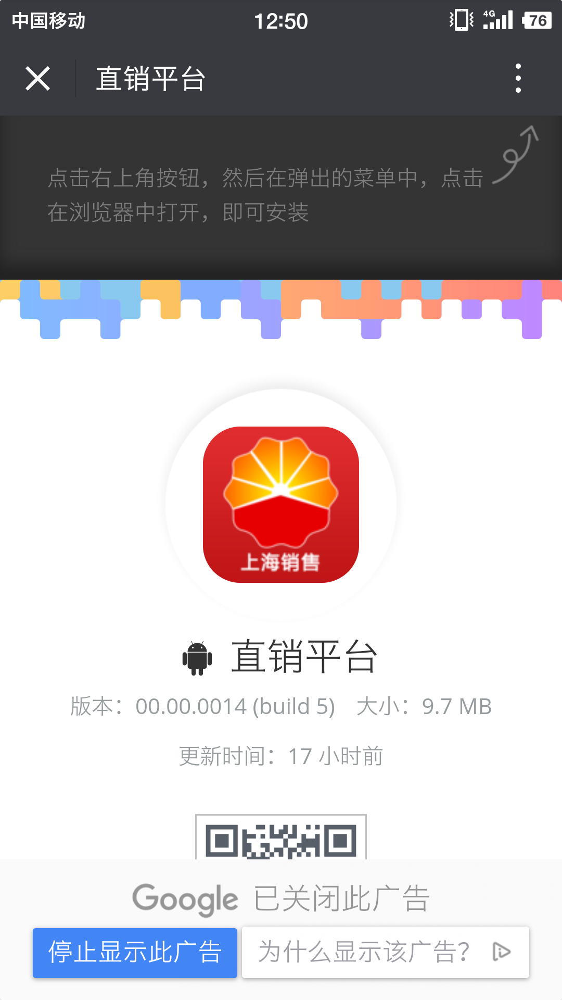 中国移动 12:50 4G 76
直销平台
点击右上角按钮，然后在弹出的菜单中，点击
在浏览器中打开，即可安装
上海销售
直销平台
版本：00.00.0014 (build 5) 大小：9.7 MB
更新时间：17 小时前
Google 已关闭此广告
停止显示此广告 为什么显示该广告？